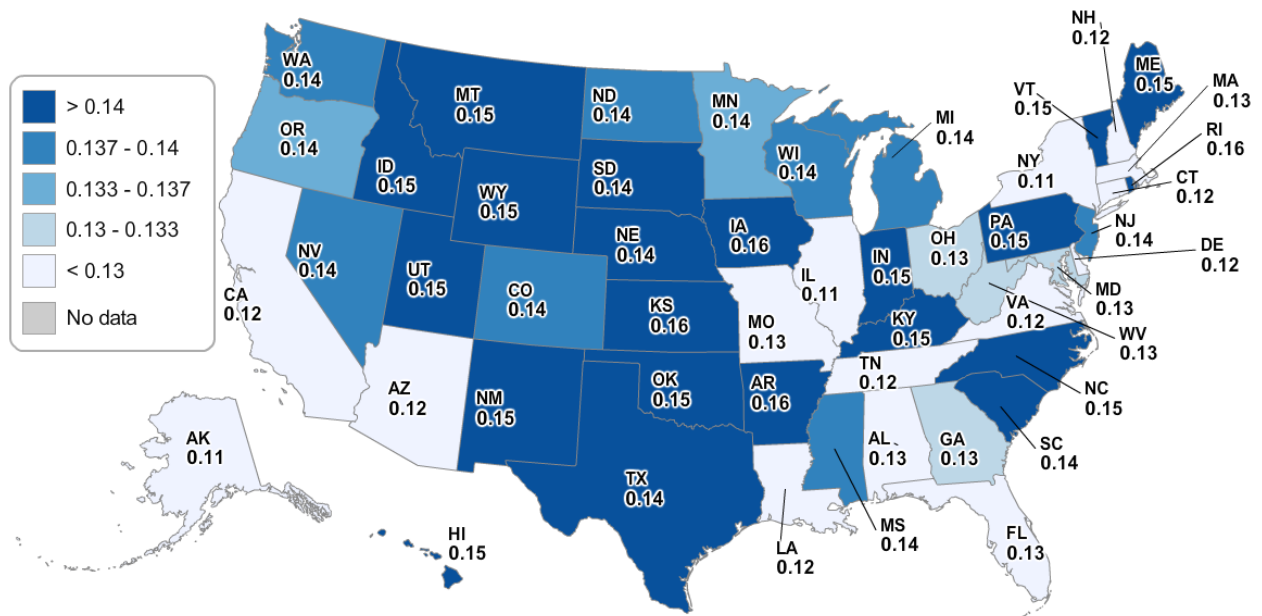 > 0.14
0.137 - 0.14
0.133 - 0.137
0.13 - 0.133
< 0.13
No data
WA
0.14
OR
0.14
CA
0.12
NV
0.14
ID
0.15
MT
0.15
WY
0.15
UT
0.15
AZ
0.12
CO
0.14
NM
0.15
ND
0.14
SD
0.14
NE
0.14
KS
0.16
OK
0.15
TX
0.14
MN
0.14
IA
0.16
MO
0.13
AR
0.16
LA
0.12
WI
0.14
IL
0.11
MI
0.14
IN
0.15
OH
0.13
KY
0.15
TN
0.12
MS
0.14
AL
0.13
GA
0.13
FL
0.13
SC
0.14
NC
0.15
VA
0.12
WV
0.13
MD
0.13
DE
0.12
PA
0.15
NJ
0.14
NY
0.11
CT
0.12
RI
0.16
MA
0.13
VT
0.15
NH
0.12
ME
0.15
AK
0.11
HI
0.15